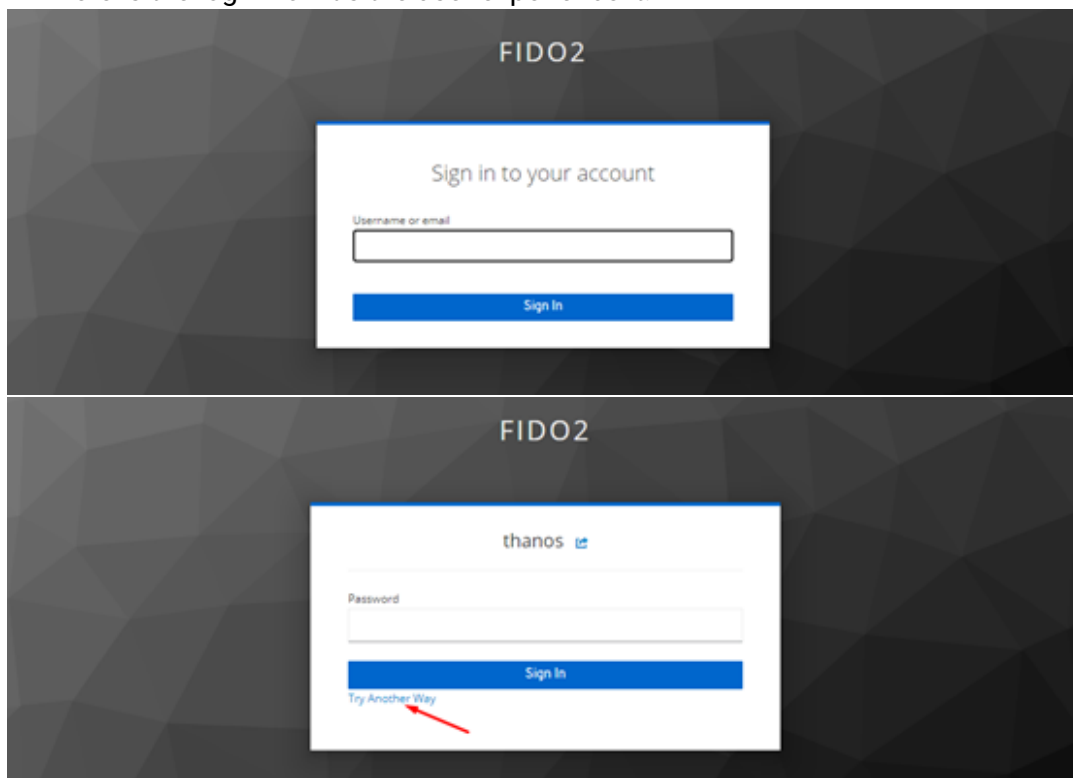 FIDO2
Sign in to your account
Username or email
Sign In
FIDO2
thanos
Password
Sign In
Try Another Way